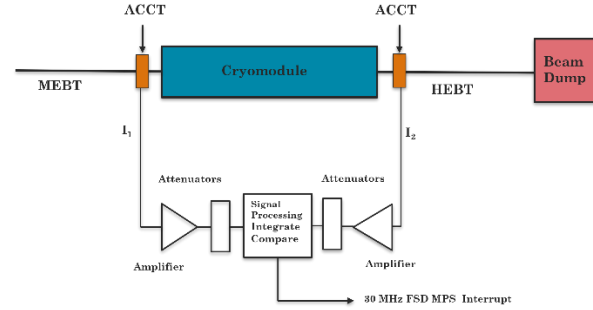 ACCT
ACCT
Cryomodule
Beam
Dump
MEBT
HEBT
I1
I2
Attenuators
Attenuators
Signal
Processing
Integrate
Compare
Amplifier
Amplifier
30 MHz FSD MPS Interrupt